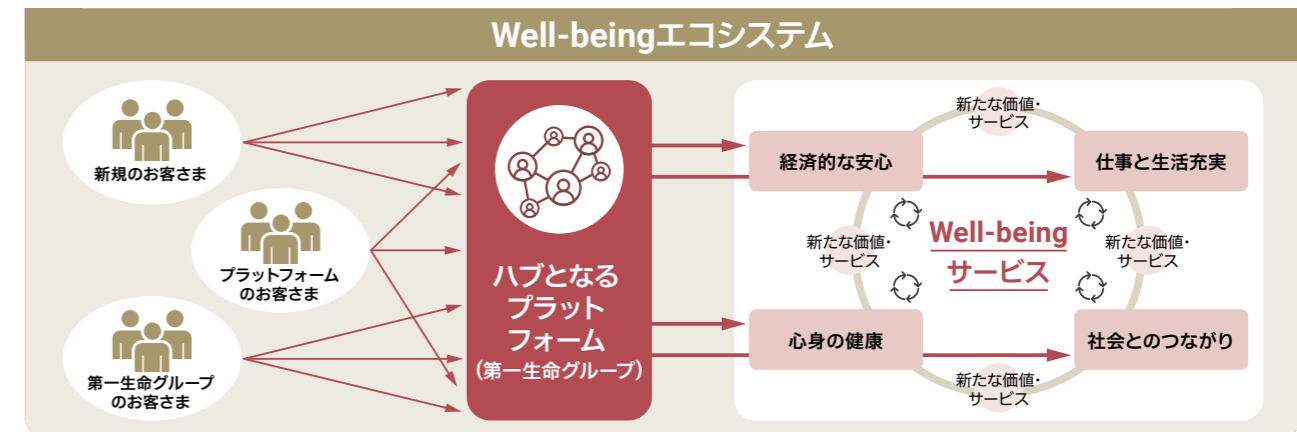 Well-beingエコシステム
新規のお客さま
プラットフォーム
のお客さま
第一生命グループ
のお客さま
ハブとなる
プラット
フォーム
(第一生命グループ)
新たな価値・
サービス
経済的な安心
仕事と生活充実
新たな価値・
サービス
Well-being
サービス
新たな価値・
サービス
心身の健康
社会とのつながり
新たな価値・
サービス